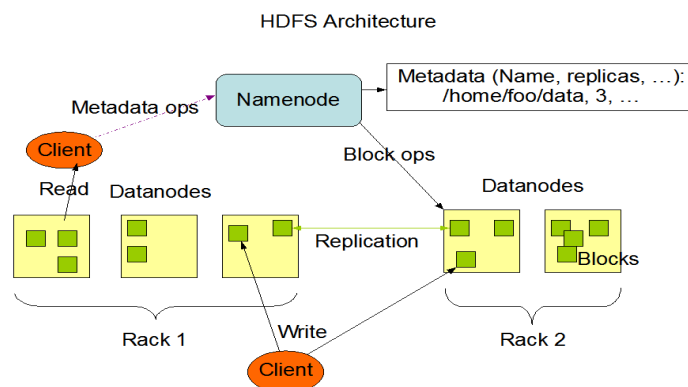 HDFS Architecture
Metadata (Name, replicas, …):
/home/foo/data, 3, …
Namenode
Metadata ops
Client
Block ops
Read
Datanodes
Datanodes
Replication
Blocks
Rack 1
Write
Rack 2
Client